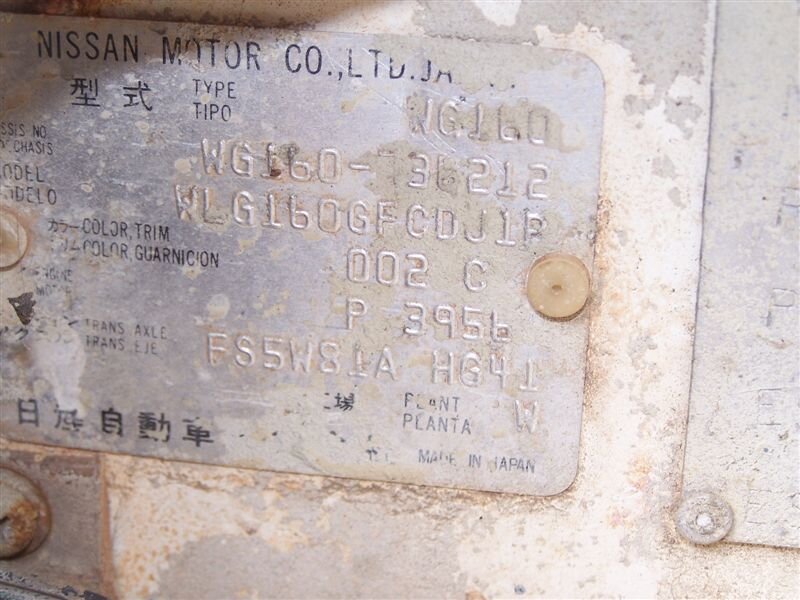 NISSAN MOTOR CO.,LTD.JA
型式 TYPE
TIPO WG160
CHASIS WG160- 36212
WLG160GFCDJ1P
カラー COLOR,TRIM
COLOR,GUARNICION 002 C
P 3956
TRANS AXLE
TRANS EJE FS5W81A HG41
場 PLANT
PLANTA W
日産自動車
MADE IN JAPAN